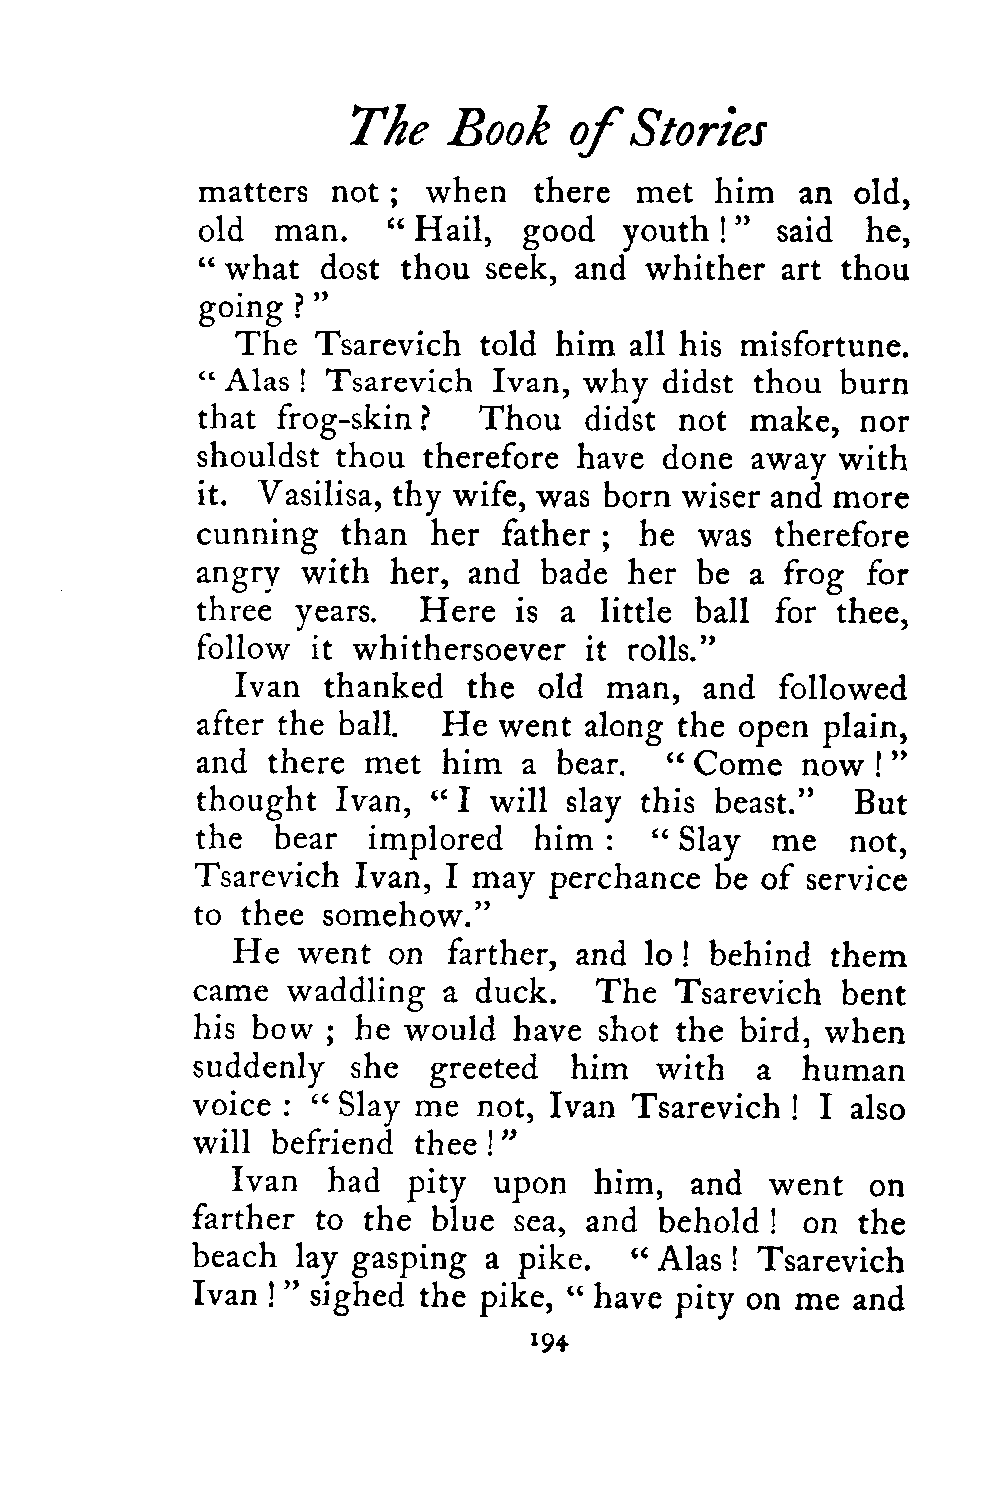 The Book of Stories
matters not ; when there met him an old,
old man. “ Hail, good youth ! ” said he,
“ what dost thou seek, and whither art thou
going ? ”
The Tsarevich told him all his misfortune.
“ Alas ! Tsarevich Ivan, why didst thou burn
that frog-skin ? Thou didst not make, nor
shouldst thou therefore have done away with
it. Vasilisa, thy wife, was born wiser and more
cunning than her father ; he was therefore
angry with her, and bade her be a frog for
three years. Here is a little ball for thee,
follow it whithersoever it rolls.”
Ivan thanked the old man, and followed
after the ball. He went along the open plain,
and there met him a bear. “ Come now ! ”
thought Ivan, “ I will slay this beast.” But
the bear implored him : “ Slay me not,
Tsarevich Ivan, I may perchance be of service
to thee somehow.”
He went on farther, and lo ! behind them
came waddling a duck. The Tsarevich bent
his bow ; he would have shot the bird, when
suddenly she greeted him with a human
voice : “ Slay me not, Ivan Tsarevich ! I also
will befriend thee ! ”
Ivan had pity upon him, and went on
farther to the blue sea, and behold ! on the
beach lay gasping a pike. “ Alas ! Tsarevich
Ivan ! ” sighed the pike, “ have pity on me and
194